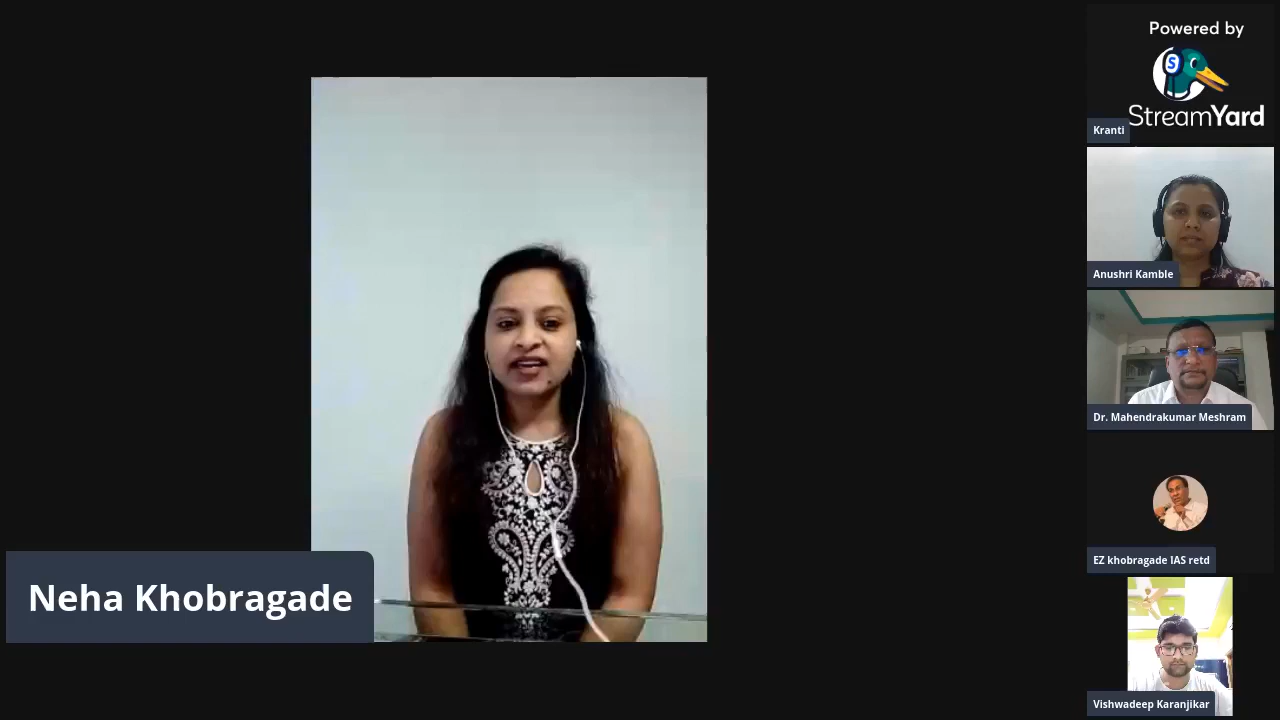 Powered by
S
StreamYard
Kranti
Anushri Kamble
Dr. Mahendrakumar Meshram
EZ khobragade IAS retd
Vishwadeep Karanjikar
Neha Khobragade